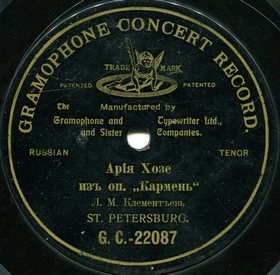 GRAMOPHONE CONCERT RECORD.
TRADE MARK
PATENTED PATENTED
The Manufactured by
Gramophone and Typewriter Ltd.,
and Sister Companies.
RUSSIAN TENOR
Арія Хозе
изъ оп. „Карменъ“
Л. М. Клементьевъ
ST. PETERSBURG.
G. C.-22087